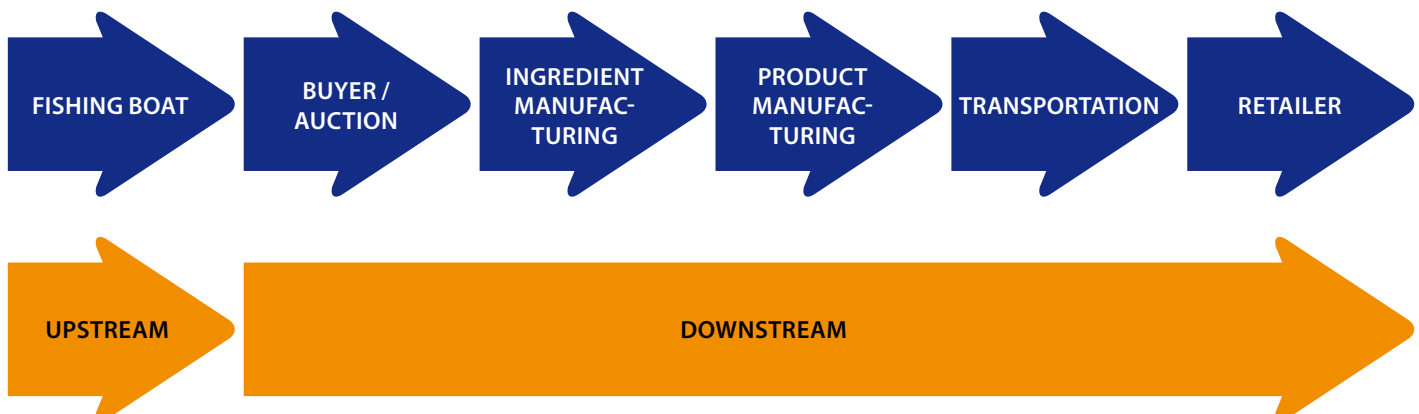 FISHING BOAT
BUYER /
AUCTION
INGREDIENT
MANUFAC-
TURING
PRODUCT
MANUFAC-
TURING
TRANSPORTATION
RETAILER
UPSTREAM
DOWNSTREAM